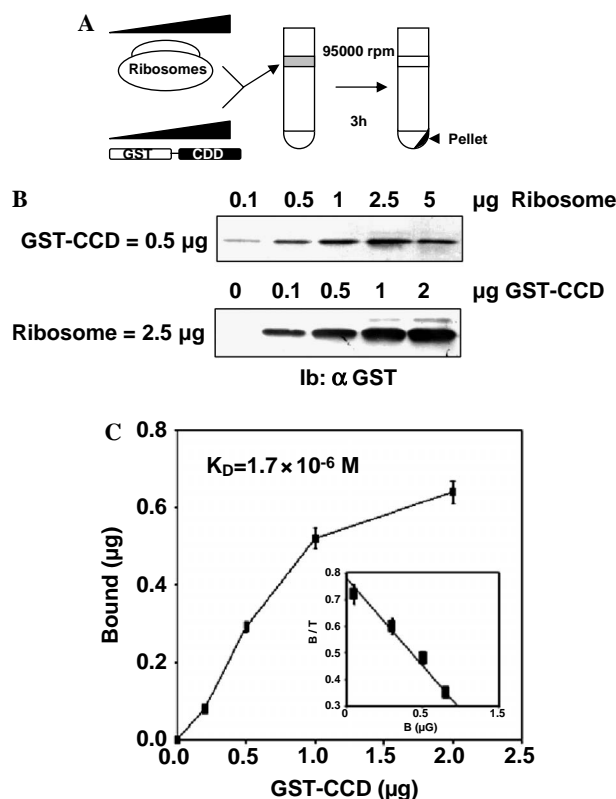 A
Ribosomes
GST CDD
95000 rpm
3h
Pellet
B
0.1 0.5 1 2.5 5 µg Ribosome
GST-CCD = 0.5 µg
0 0.1 0.5 1 2 µg GST-CCD
Ribosome = 2.5 µg
Ib: α GST
C
K_D=1.7×10⁻⁶ M
Bound (µg)
0.8
0.6
0.4
0.2
0.0
0.0 0.5 1.0 1.5 2.0 2.5
GST-CCD (µg)
B / T
0.8
0.7
0.6
0.5
0.4
0.3
0 0.5 1.5
B (µG)